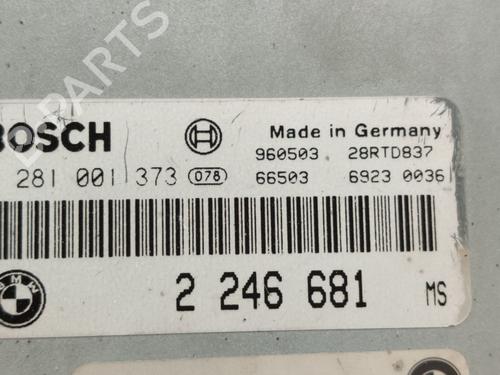 B PARTS
BOSCH
Made in Germany
960503 28RTD837
281 001 373 078
66503 6923 0036
BMW
2 246 681 MS